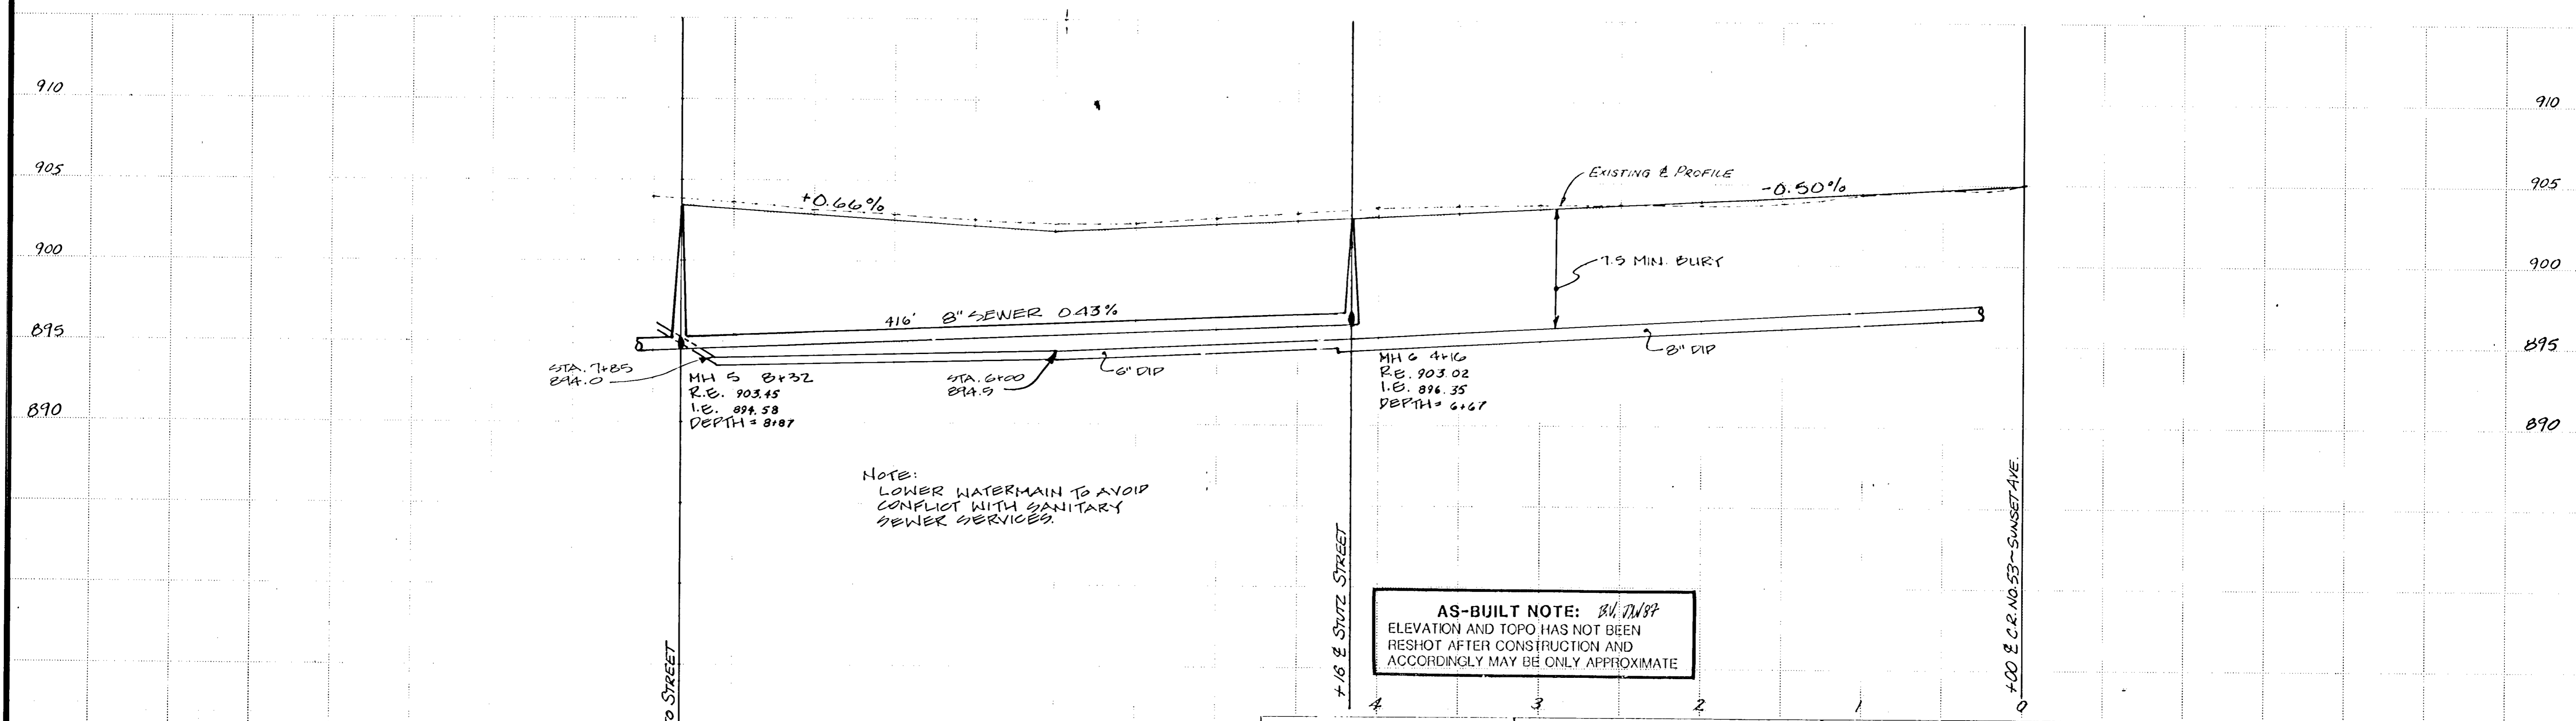 910
910
905
905
900
900
895
895
890
890
+0.66%
EXISTING ℄ PROFILE
-0.50%
7.5 MIN. BURY
416' 8" SEWER 0.43%
STA. 7+85
894.0
MH 5 8+32
R.E. 903.45
I.E. 894.58
DEPTH = 8+87
STA. 6+00
894.5
6" DIP
MH 6 4+16
R.E. 903.02
I.E. 896.35
DEPTH = 6+67
8" DIP
NOTE:
LOWER WATERMAIN TO AVOID
CONFLICT WITH SANITARY
SEWER SERVICES.
STREET
+16 ℄ STUTZ STREET
+00 ℄ C.R. NO. 53~SUNSET AVE.
AS-BUILT NOTE:
ELEVATION AND TOPO HAS NOT BEEN
RESHOT AFTER CONSTRUCTION AND
ACCORDINGLY MAY BE ONLY APPROXIMATE
4 3 2 1 0